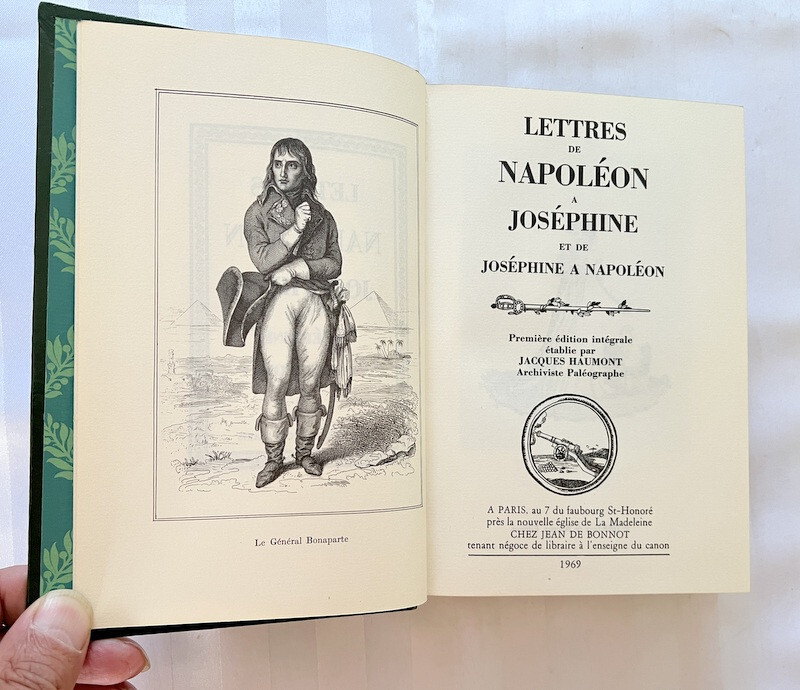 Le Général Bonaparte
LETTRES
DE
NAPOLÉON
A
JOSÉPHINE
ET DE
JOSÉPHINE A NAPOLÉON
Première édition intégrale
établie par
JACQUES HAUMONT
Archiviste Paléographe
A PARIS, au 7 du faubourg St-Honoré
près la nouvelle église de La Madeleine
CHEZ JEAN DE BONNOT
tenant négoce de libraire à l'enseigne du canon
1969